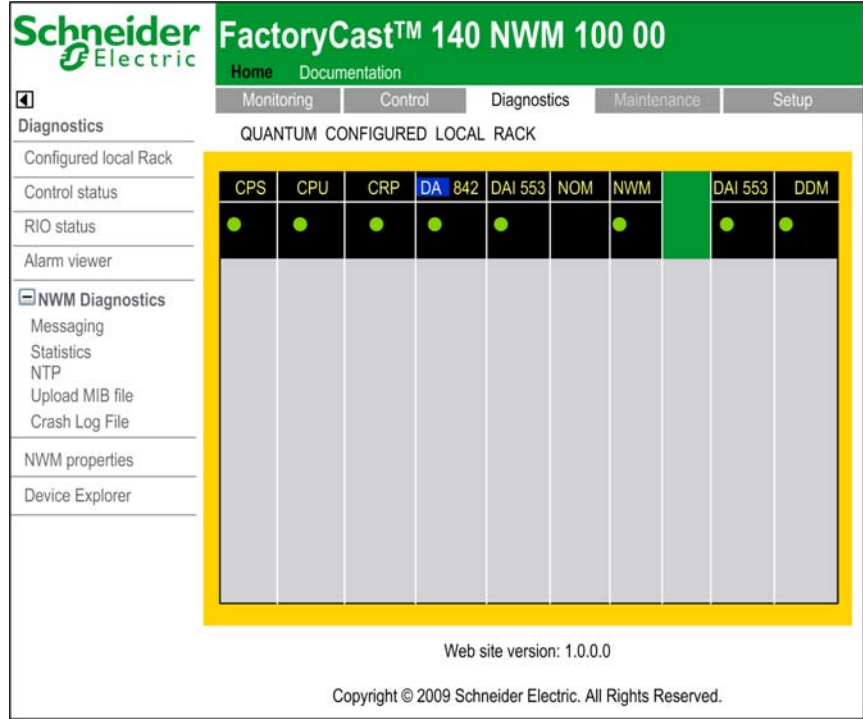 Schneider Electric
FactoryCast™ 140 NWM 100 00
Home Documentation
Monitoring Control Diagnostics Maintenance Setup
Diagnostics
Configured local Rack
Control status
RIO status
Alarm viewer
NWM Diagnostics
Messaging
Statistics
NTP
Upload MIB file
Crash Log File
NWM properties
Device Explorer
QUANTUM CONFIGURED LOCAL RACK
CPS CPU CRP DA 842 DAI 553 NOM NWM DAI 553 DDM
Web site version: 1.0.0.0
Copyright © 2009 Schneider Electric. All Rights Reserved.